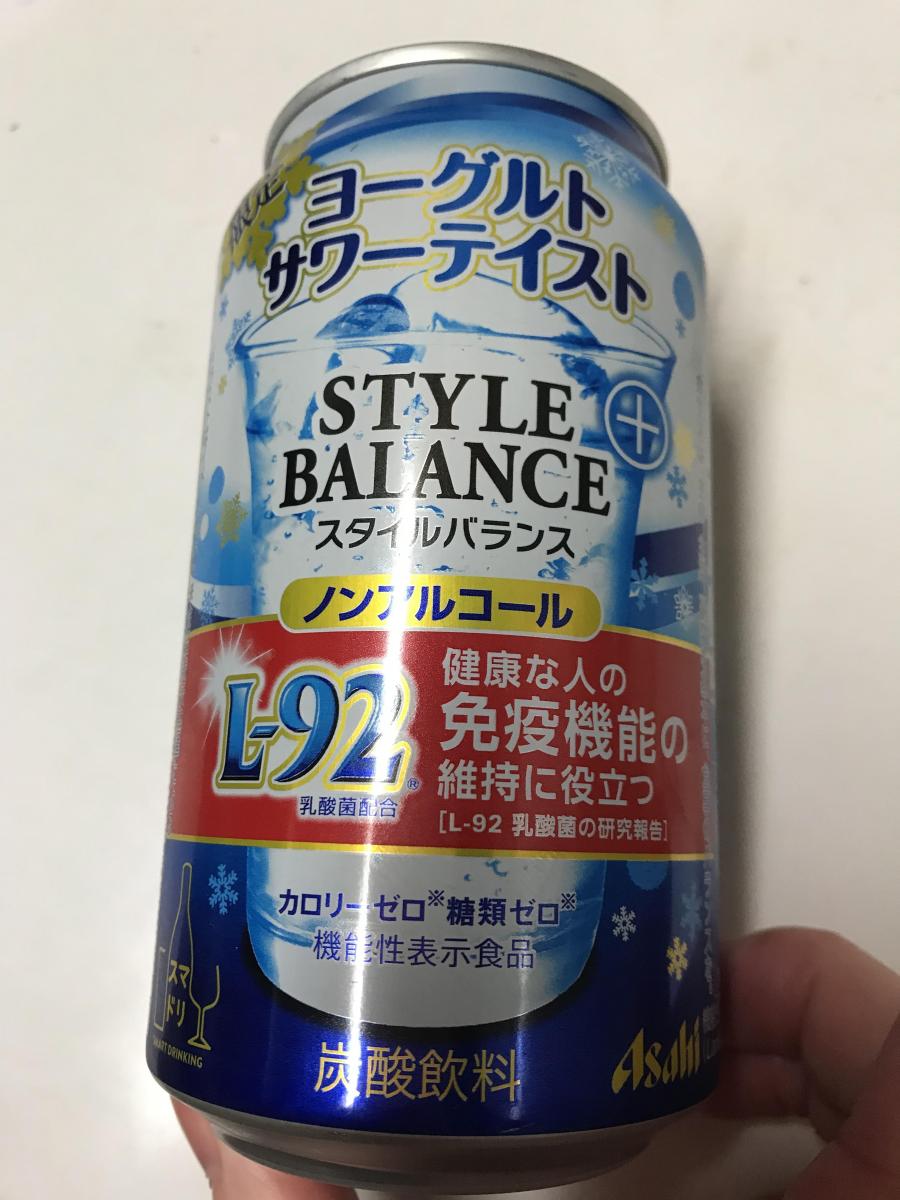 限定
ヨーグルト
サワーテイスト
STYLE
BALANCE
スタイルバランス
ノンアルコール
L-92®
乳酸菌配合
健康な人の
免疫機能の
維持に役立つ
[L-92 乳酸菌の研究報告]
カロリーゼロ※糖類ゼロ※
機能性表示食品
スマ
ドリ
SMART DRINKING
炭酸飲料
Asahi